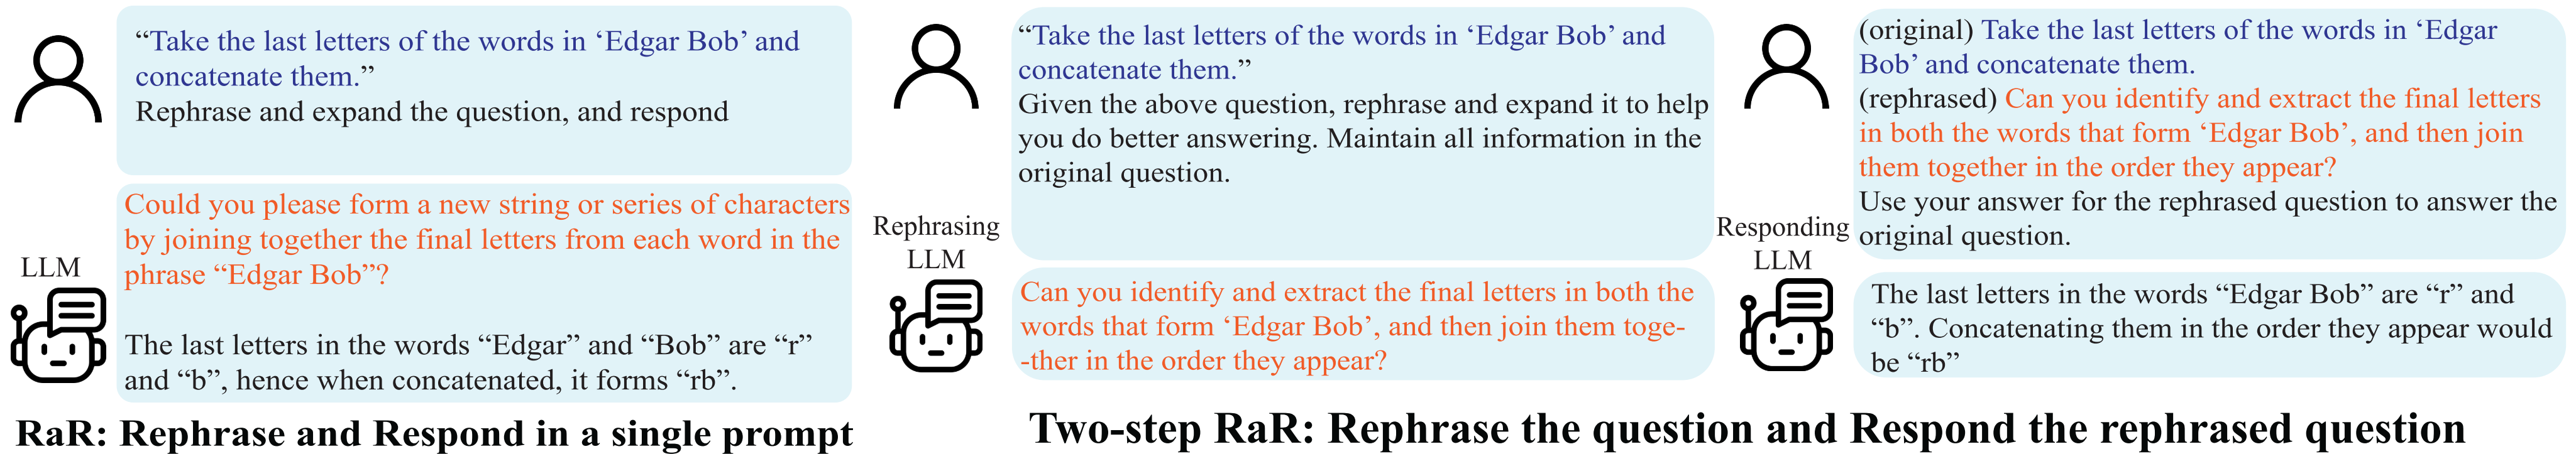 “Take the last letters of the words in ‘Edgar Bob’ and
concatenate them.”
Rephrase and expand the question, and respond
LLM
Could you please form a new string or series of characters
by joining together the final letters from each word in the
phrase “Edgar Bob”?
The last letters in the words “Edgar” and “Bob” are “r”
and “b”, hence when concatenated, it forms “rb”.
RaR: Rephrase and Respond in a single prompt
“Take the last letters of the words in ‘Edgar Bob’ and
concatenate them.”
Given the above question, rephrase and expand it to help
you do better answering. Maintain all information in the
original question.
Rephrasing
LLM
Can you identify and extract the final letters in both the
words that form ‘Edgar Bob’, and then join them toge-
-ther in the order they appear?
(original) Take the last letters of the words in ‘Edgar
Bob’ and concatenate them.
(rephrased) Can you identify and extract the final letters
in both the words that form ‘Edgar Bob’, and then join
them together in the order they appear?
Use your answer for the rephrased question to answer the
original question.
Responding
LLM
The last letters in the words “Edgar Bob” are “r” and
“b”. Concatenating them in the order they appear would
be “rb”
Two-step RaR: Rephrase the question and Respond the rephrased question